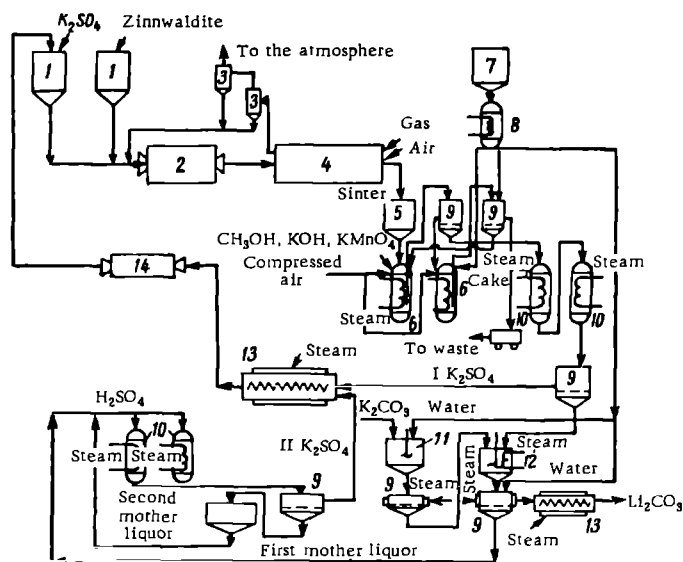 K₂SO₄
Zinnwaldite
To the atmosphere
1
1
3
3
7
8
2
4
Gas
Air
Sinter
5
9
9
CH₃OH, KOH, KMnO₄
Compressed
air
Steam
6
6
Steam
Cake
10
Steam
10
14
To waste
13
Steam
I K₂SO₄
9
H₂SO₄
K₂CO₃
Water
10
Steam
Steam
II K₂SO₄
11
Steam
12
Steam
Steam
Water
9
9
9
Second
mother
liquor
13
Li₂CO₃
Steam
First mother liquor